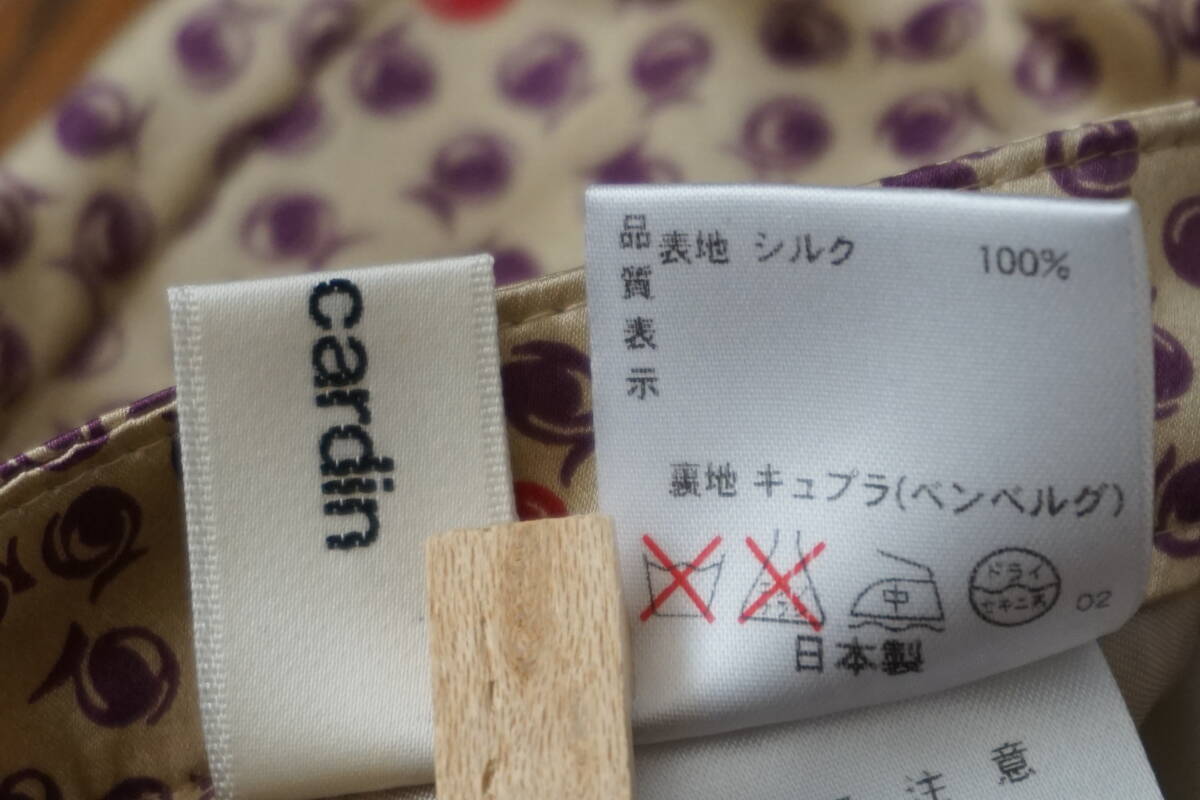 cardin
品質表示
表地 シルク 100%
裏地 キュプラ(ベンベルグ)
中
ドライ
セキユ系
02
日本製
注意